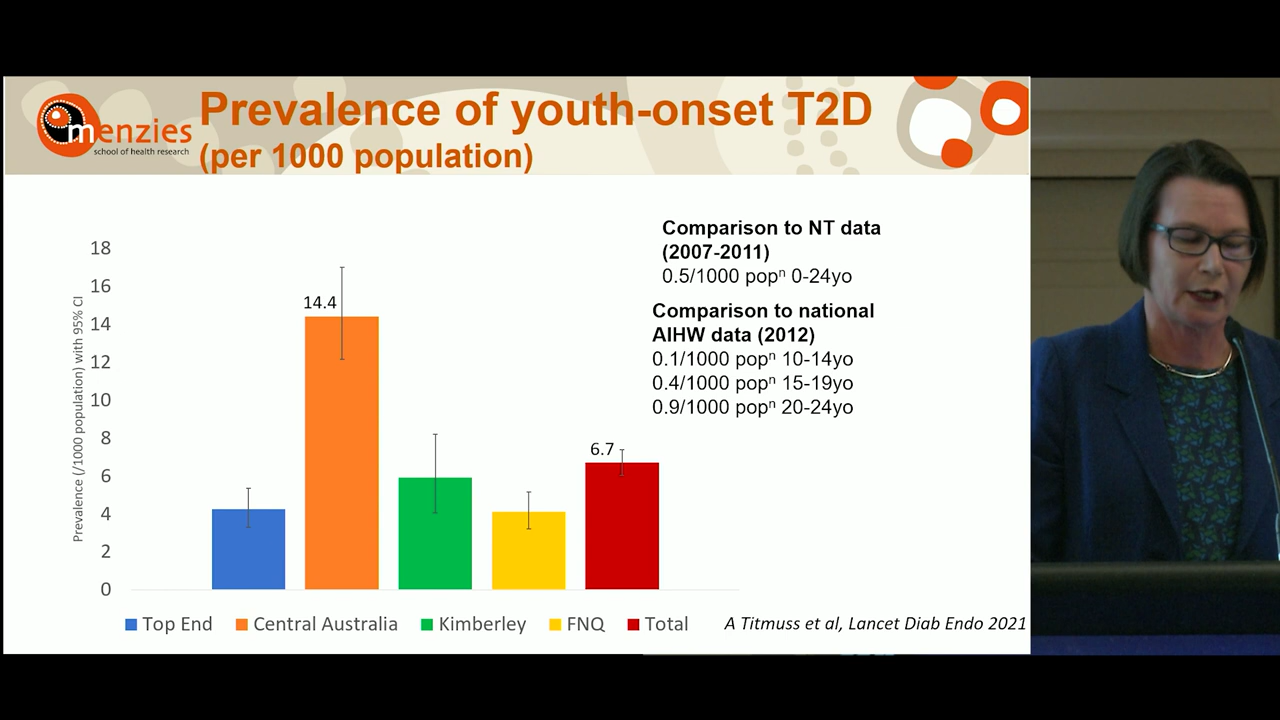 menzies
school of health research
Prevalence of youth-onset T2D
(per 1000 population)
Prevalence (/1000 population) with 95% CI
18
16
14
12
10
8
6
4
2
0
14.4
6.7
Comparison to NT data
(2007-2011)
0.5/1000 popⁿ 0-24yo
Comparison to national
AIHW data (2012)
0.1/1000 popⁿ 10-14yo
0.4/1000 popⁿ 15-19yo
0.9/1000 popⁿ 20-24yo
Top End
Central Australia
Kimberley
FNQ
Total
A Titmuss et al, Lancet Diab Endo 2021